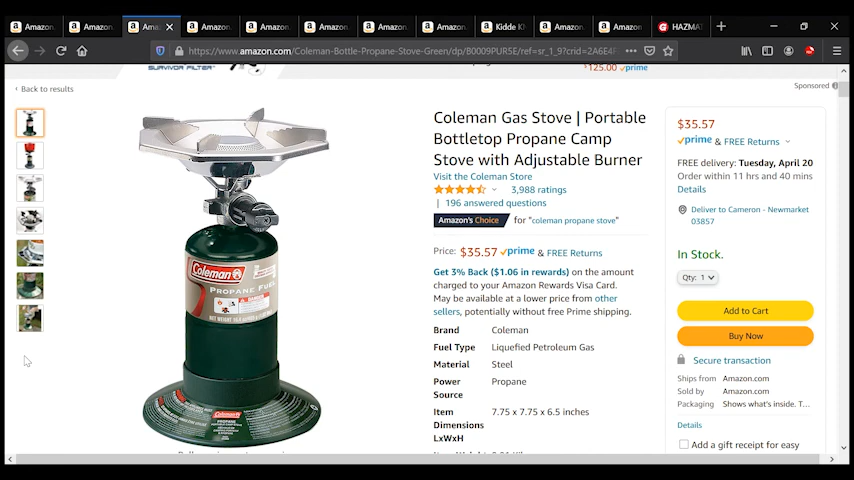 Amazon.
Amazon.
Amaz
Amazon.
Amazon.
Amazon.
Amazon.
Amazon.
Kidde K
Amazon.
Amazon
HAZMAT
https://www.amazon.com/Coleman-Bottle-Propane-Stove-Green/dp/B0009PUR5E/ref=sr_1_9?crid=2A6E4F
SURVIVOR FILTER
$125.00 prime
Back to results
Sponsored
Coleman Gas Stove | Portable
Bottletop Propane Camp
Stove with Adjustable Burner
Visit the Coleman Store
3,988 ratings
| 196 answered questions
Amazon's Choice for "coleman propane stove"
Price: $35.57 prime & FREE Returns
Get 3% Back ($1.06 in rewards) on the amount
charged to your Amazon Rewards Visa Card.
May be available at a lower price from other
sellers, potentially without free Prime shipping.
Brand Coleman
Fuel Type Liquefied Petroleum Gas
Material Steel
Power Propane
Source
Item 7.75 x 7.75 x 6.5 inches
Dimensions
LxWxH
$35.57
prime & FREE Returns
FREE delivery: Tuesday, April 20
Order within 11 hrs and 40 mins
Details
Deliver to Cameron - Newmarket
03857
In Stock.
Qty: 1
Add to Cart
Buy Now
Secure transaction
Ships from Amazon.com
Sold by Amazon.com
Packaging Shows what's inside. T...
Details
Add a gift receipt for easy
Coleman
PROPANE FUEL
Coleman